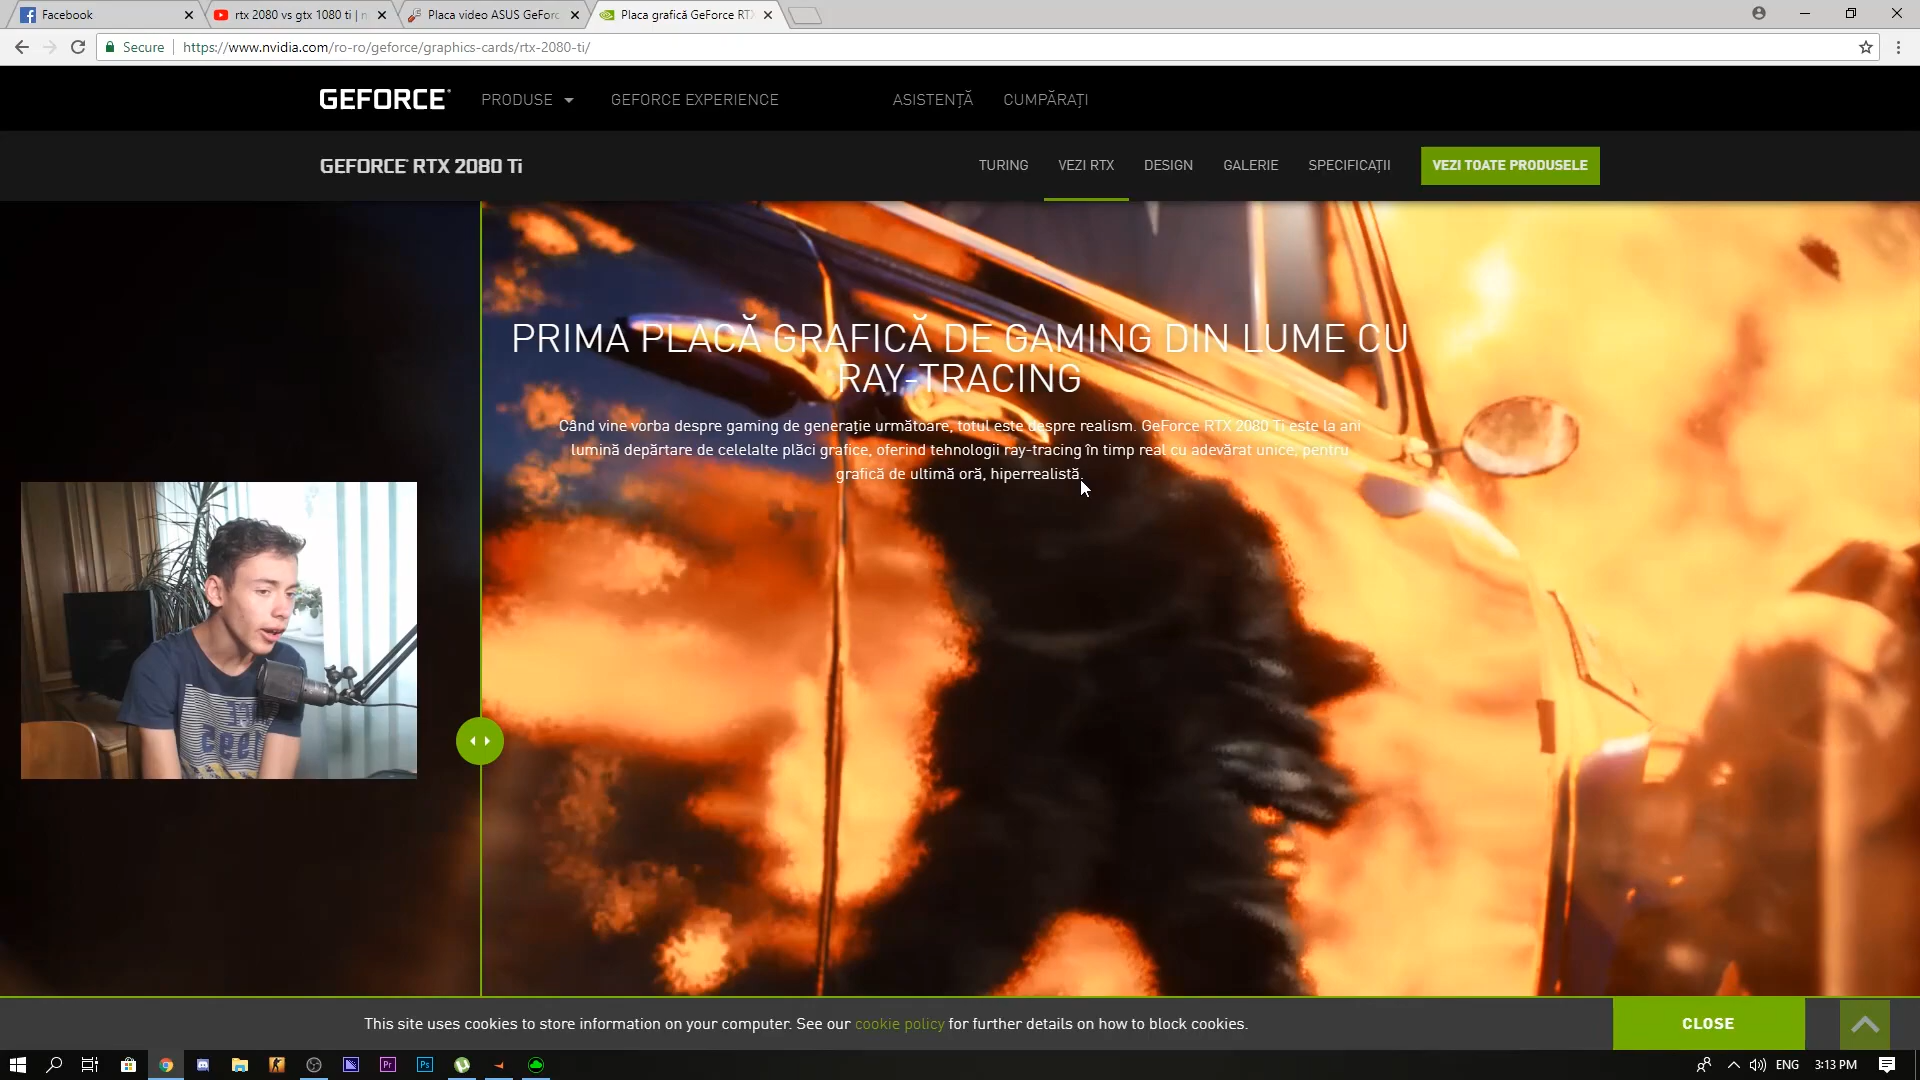 Facebook
rtx 2080 vs gtx 1080 ti |
Placa video ASUS GeForc
Placa grafică GeForce RTX
Secure
https://www.nvidia.com/ro-ro/geforce/graphics-cards/rtx-2080-ti/
GEFORCE
PRODUSE
GEFORCE EXPERIENCE
ASISTENȚĂ
CUMPĂRAȚI
GEFORCE RTX 2080 Ti
TURING
VEZI RTX
DESIGN
GALERIE
SPECIFICAȚII
VEZI TOATE PRODUSELE
PRIMA PLACĂ GRAFICĂ DE GAMING DIN LUME CU
RAY-TRACING
Când vine vorba despre gaming de generație următoare, totul este despre realism. GeForce RTX 2080 Ti este la ani
lumină depărtare de celelalte plăci grafice, oferind tehnologii ray-tracing în timp real cu adevărat unice, pentru
grafică de ultimă oră, hiperrealistă.
This site uses cookies to store information on your computer. See our cookie policy for further details on how to block cookies.
CLOSE
Pr
Ps
ENG
3:13 PM